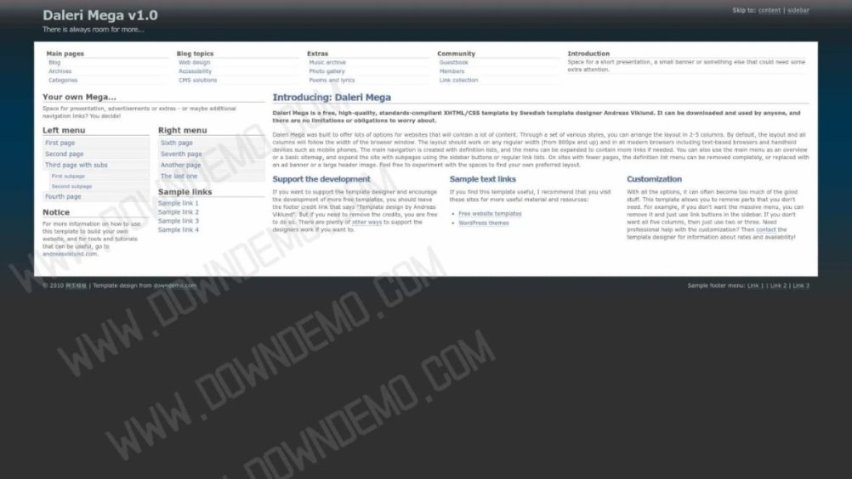 Daleri Mega v1.0
There is always room for more...
Skip to: content | sidebar
Main pages
Blog
Archives
Categories
Blog topics
Web design
Accessibility
CMS solutions
Extras
Music archive
Photo gallery
Poems and lyrics
Community
Guestbook
Members
Link collection
Introduction
Space for a short presentation, a small banner or something else that could need some
extra attention.
Your own Mega...
Space for presentation, advertisements or extras - or maybe additional
navigation links? You decide!
Left menu
First page
Second page
Third page with subs
First subpage
Second subpage
Fourth page
Notice
For more information on how to use
this template to build your own
website, and for tools and tutorials
that can be useful, go to
andreasviklund.com.
Right menu
Sixth page
Seventh page
Another page
The last one
Sample links
Sample link 1
Sample link 2
Sample link 3
Sample link 4
Introducing: Daleri Mega
Daleri Mega is a free, high-quality, standards-compliant XHTML/CSS template by Swedish template designer Andreas Viklund. It can be downloaded and used by anyone, and
there are no limitations or obligations to worry about.
Daleri Mega was built to offer lots of options for websites that will contain a lot of content. Through a set of various styles, you can arrange the layout in 2-5 columns. By default, the layout and all
columns will follow the width of the browser window. The layout should work on any regular width (from 800px and up) and in all modern browsers including text-based browsers and handheld
devices such as mobile phones. The main navigation is created with definition lists, and the menu can be expanded to contain more links if needed. You can also use the main menu as an overview
or a basic sitemap, and expand the site with subpages using the sidebar buttons or regular link lists. On sites with fewer pages, the definition list menu can be removed completely, or replaced with
an ad banner or a large header image. Feel free to experiment with the spaces to find your own preferred layout.
Support the development
If you want to support the template designer and encourage
the development of more free templates, you should leave
the footer credit link that says "Template design by Andreas
Viklund". But if you need to remove the credits, you are free
to do so. There are plenty of other ways to support the
designers work if you want to.
Sample text links
If you find this template useful, I recommend that you visit
these sites for more useful material and resources:
Free website templates
WordPress themes
Customization
With all the options, it can often become too much of the good
stuff. This template allows you to remove parts that you don't
need. For example, if you don't want the massive menu, you can
remove it and just use link buttons in the sidebar. If you don't
want all five columns, then just use two or three. Need
professional help with the customization? Then contact the
template designer for information about rates and availability!
© 2010 | Template design from downdemo.com
Sample footer menu: Link 1 | Link 2 | Link 3
WWW.DOWNDEMO.COM
WWW.DOWNDEMO.COM
WWW.DOWNDEMO.COM